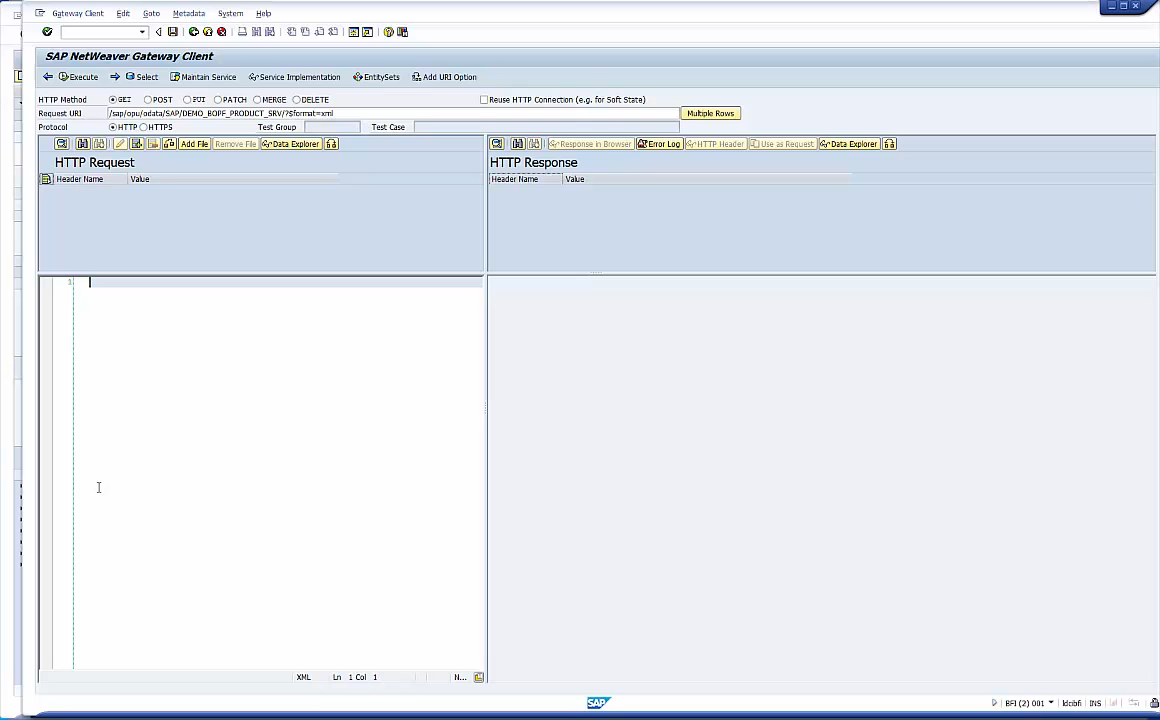 Gateway Client Edit Goto Metadata System Help
SAP NetWeaver Gateway Client
Execute Select Maintain Service Service Implementation EntitySets Add URI Option
HTTP Method GET POST PUT PATCH MERGE DELETE Reuse HTTP Connection (e.g. for Soft State)
Request URI /sap/opu/odata/SAP/DEMO_BOPF_PRODUCT_SRV/?$format=xml Multiple Rows
Protocol HTTP HTTPS Test Group Test Case
Add File Remove File Data Explorer Response in Browser Error Log HTTP Header Use as Request Data Explorer
HTTP Request HTTP Response
Header Name Value Header Name Value
1
XML Ln 1 Col 1 N...
SAP BFI (2) 001 ldcibfi INS